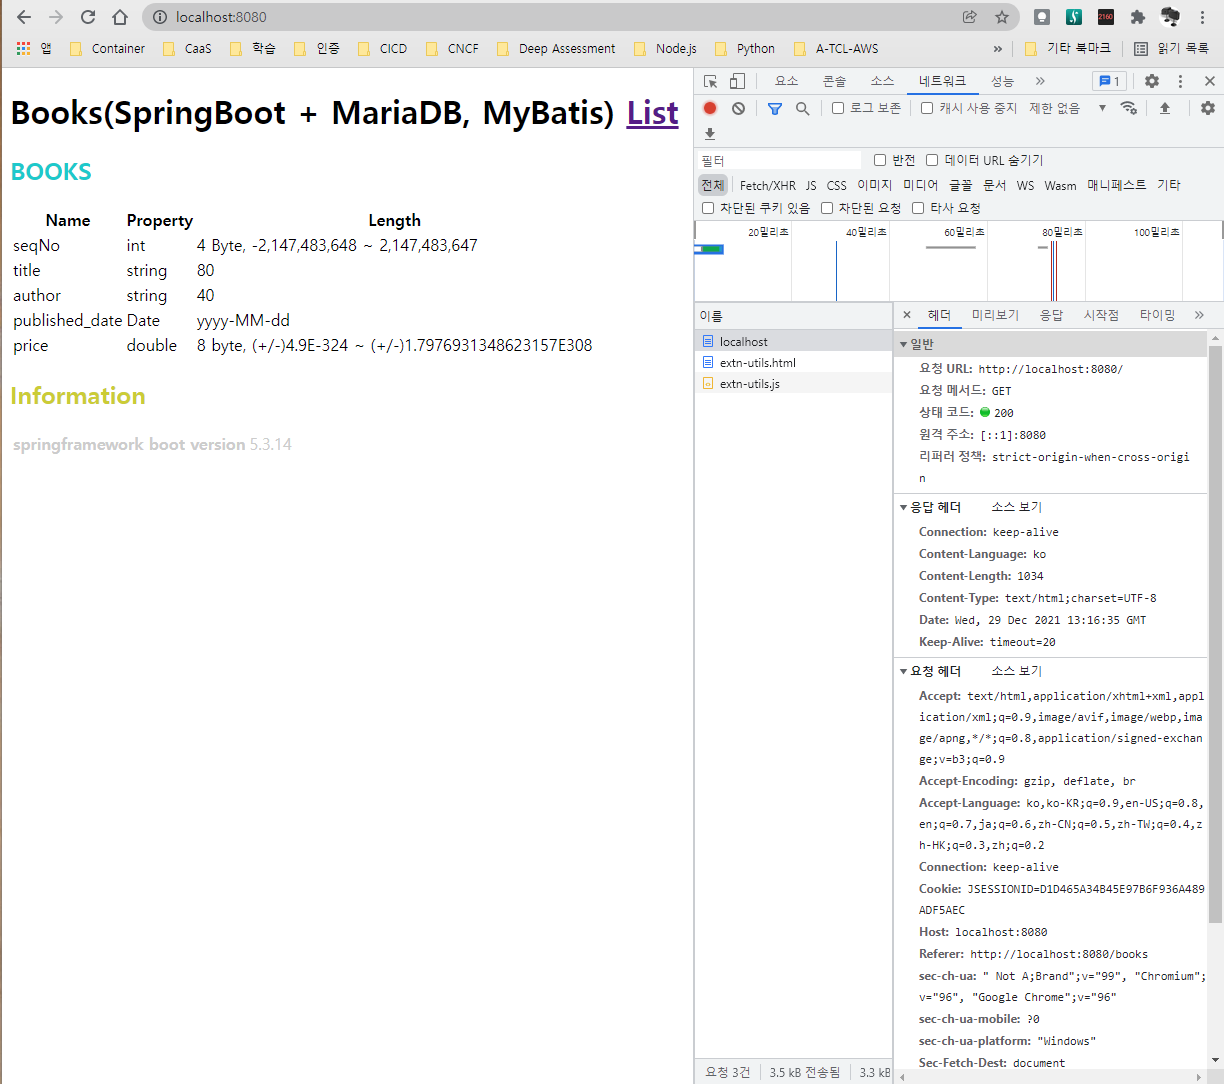 localhost:8080
2160
앱 Container CaaS 학습 인증 CICD CNCF Deep Assessment Node.js Python A-TCL-AWS » 기타 북마크 읽기 목록
Books(SpringBoot + MariaDB, MyBatis) List
BOOKS
Name Property Length
seqNo int 4 Byte, -2,147,483,648 ~ 2,147,483,647
title string 80
author string 40
published_date Date yyyy-MM-dd
price double 8 byte, (+/-)4.9E-324 ~ (+/-)1.7976931348623157E308
Information
springframework boot version 5.3.14
요소 콘솔 소스 네트워크 성능 » 1
로그 보존 캐시 사용 중지 제한 없음
필터 반전 데이터 URL 숨기기
전체 Fetch/XHR JS CSS 이미지 미디어 글꼴 문서 WS Wasm 매니페스트 기타
차단된 쿠키 있음 차단된 요청 타사 요청
20밀리초 40밀리초 60밀리초 80밀리초 100밀리초
이름
localhost
extn-utils.html
extn-utils.js
× 헤더 미리보기 응답 시작점 타이밍 »
일반
요청 URL: http://localhost:8080/
요청 메서드: GET
상태 코드: 200
원격 주소: [::1]:8080
리퍼러 정책: strict-origin-when-cross-origi
n
응답 헤더 소스 보기
Connection: keep-alive
Content-Language: ko
Content-Length: 1034
Content-Type: text/html;charset=UTF-8
Date: Wed, 29 Dec 2021 13:16:35 GMT
Keep-Alive: timeout=20
요청 헤더 소스 보기
Accept: text/html,application/xhtml+xml,appl
ication/xml;q=0.9,image/avif,image/webp,ima
ge/apng,*/*;q=0.8,application/signed-exchan
ge;v=b3;q=0.9
Accept-Encoding: gzip, deflate, br
Accept-Language: ko,ko-KR;q=0.9,en-US;q=0.8,
en;q=0.7,ja;q=0.6,zh-CN;q=0.5,zh-TW;q=0.4,z
h-HK;q=0.3,zh;q=0.2
Connection: keep-alive
Cookie: JSESSIONID=D1D465A34B45E97B6F936A489
ADF5AEC
Host: localhost:8080
Referer: http://localhost:8080/books
sec-ch-ua: " Not A;Brand";v="99", "Chromium";
v="96", "Google Chrome";v="96"
sec-ch-ua-mobile: ?0
sec-ch-ua-platform: "Windows"
Sec-Fetch-Dest: document
요청 3건 3.5 kB 전송됨 3.3 kB